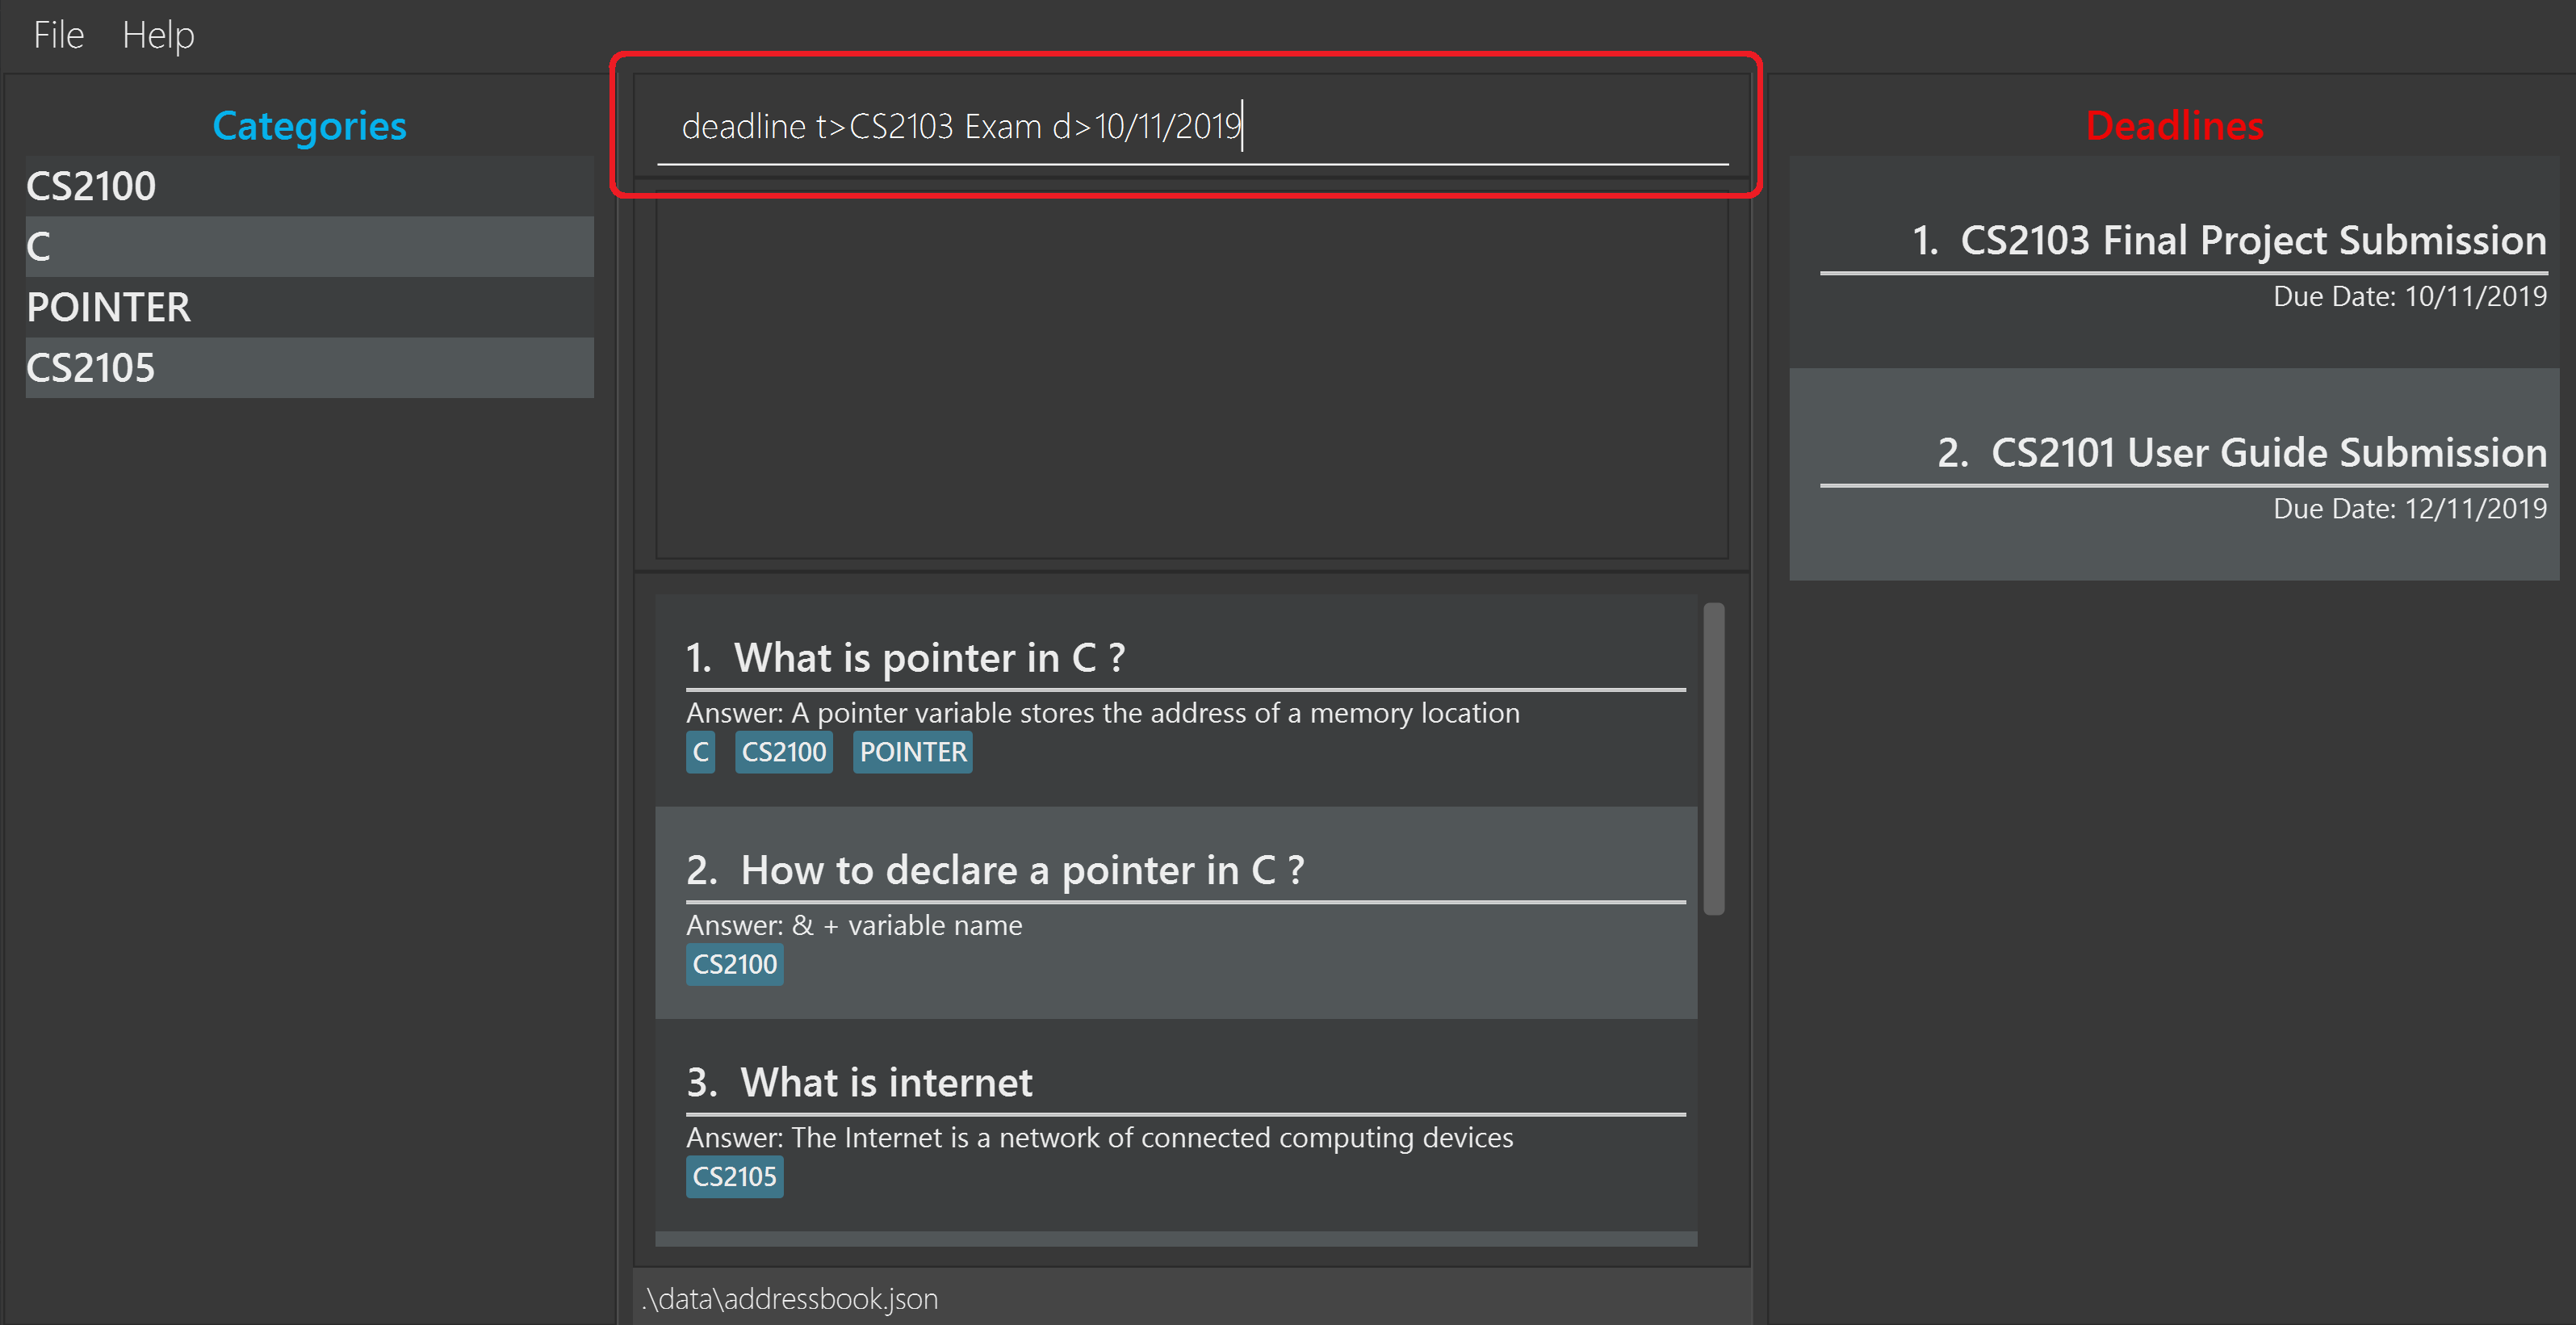 File Help
Categories
CS2100
C
POINTER
CS2105
deadline t>CS2103 Exam d>10/11/2019
1. What is pointer in C ?
Answer: A pointer variable stores the address of a memory location
C CS2100 POINTER
2. How to declare a pointer in C ?
Answer: & + variable name
CS2100
3. What is internet
Answer: The Internet is a network of connected computing devices
CS2105
.\data\addressbook.json
Deadlines
1. CS2103 Final Project Submission
Due Date: 10/11/2019
2. CS2101 User Guide Submission
Due Date: 12/11/2019